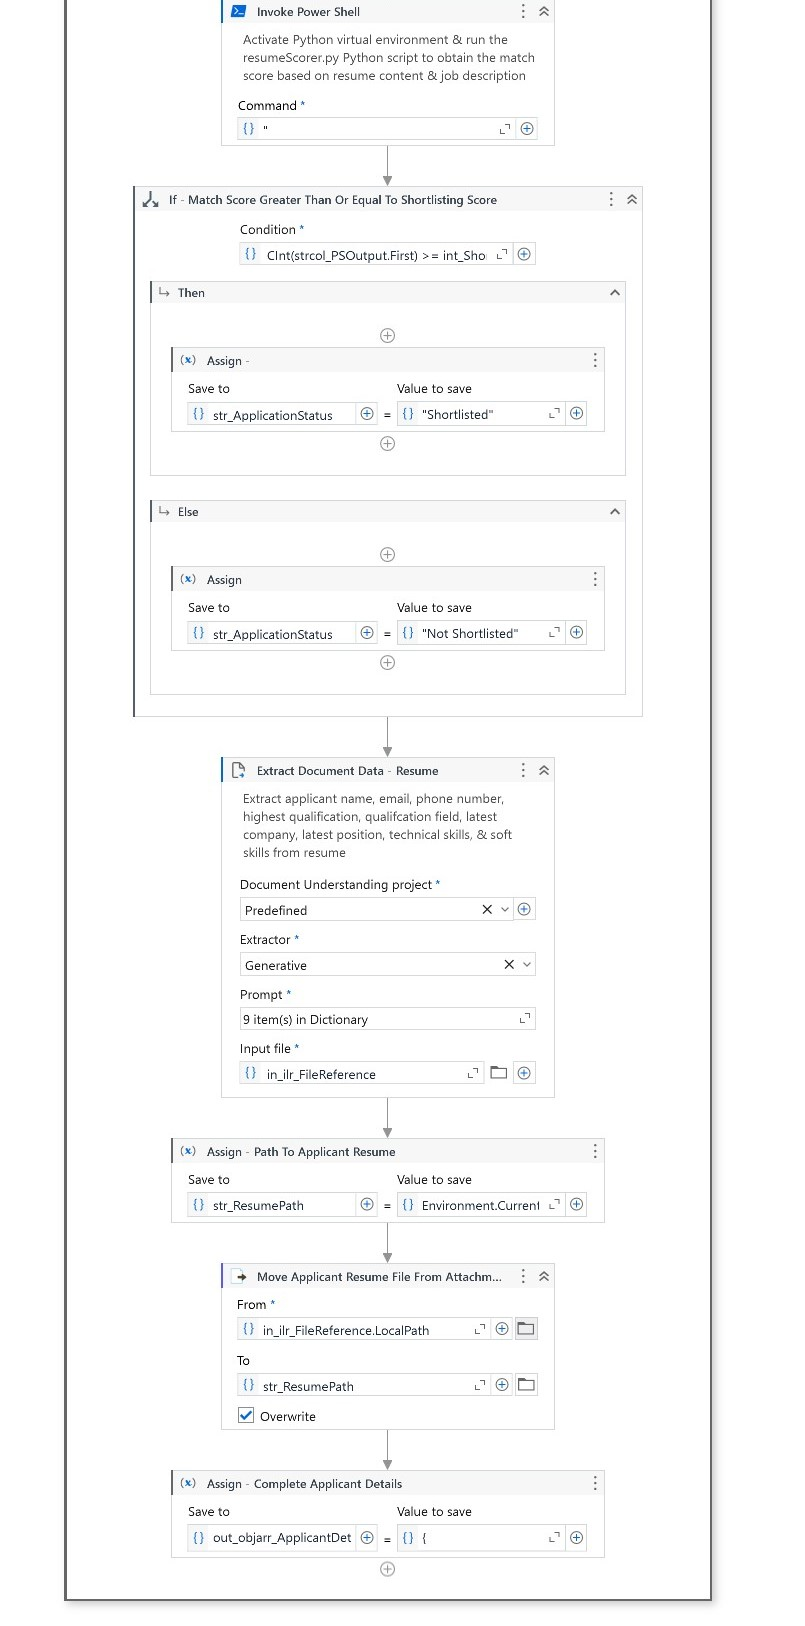 Invoke Power Shell
Activate Python virtual environment & run the
resumeScorer.py Python script to obtain the match
score based on resume content & job description
Command *
{} "
If - Match Score Greater Than Or Equal To Shortlisting Score
Condition *
{} CInt(strcol_PSOutput.First) >= int_Sho
Then
(x) Assign -
Save to Value to save
{} str_ApplicationStatus = {} "Shortlisted"
Else
(x) Assign
Save to Value to save
{} str_ApplicationStatus = {} "Not Shortlisted"
Extract Document Data - Resume
Extract applicant name, email, phone number,
highest qualification, qualifcation field, latest
company, latest position, technical skills, & soft
skills from resume
Document Understanding project *
Predefined
Extractor *
Generative
Prompt *
9 item(s) in Dictionary
Input file *
{} in_ilr_FileReference
(x) Assign - Path To Applicant Resume
Save to Value to save
{} str_ResumePath = {} Environment.Current
Move Applicant Resume File From Attachm...
From *
{} in_ilr_FileReference.LocalPath
To
{} str_ResumePath
Overwrite
(x) Assign - Complete Applicant Details
Save to Value to save
{} out_objarr_ApplicantDet = {} {